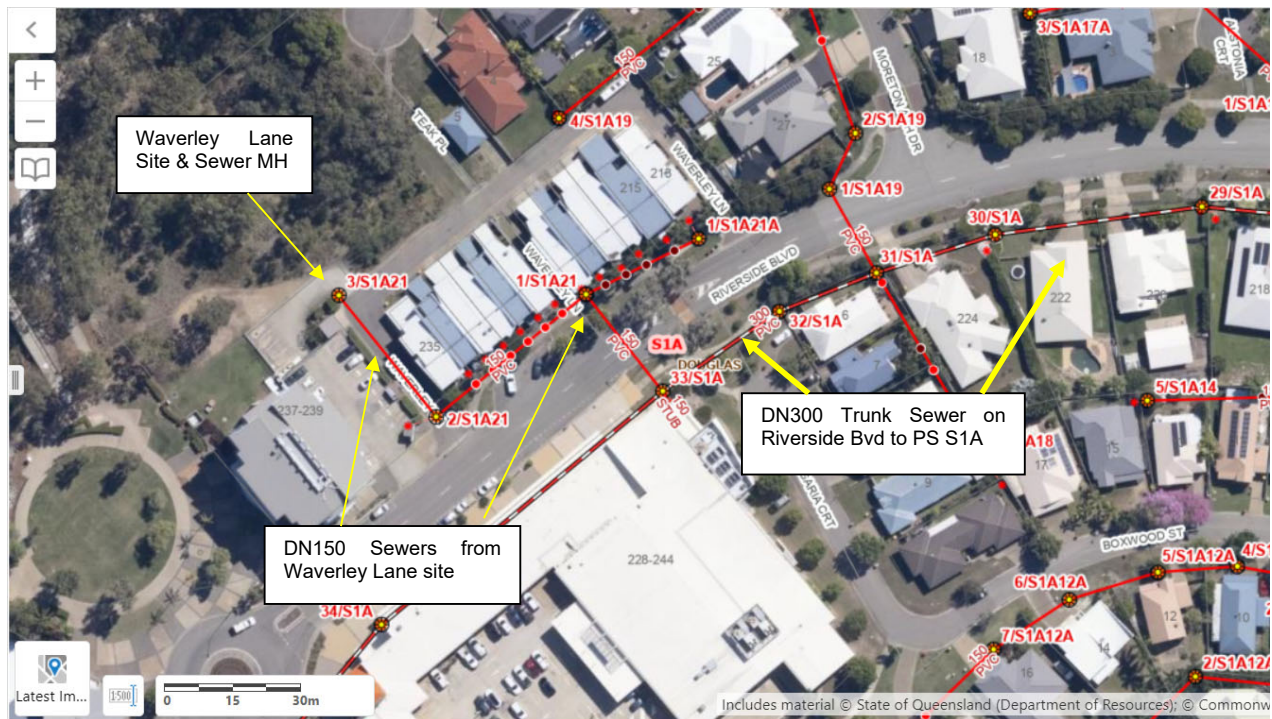 3/S1A17A
18
ALSTONIA CRT
25
150 PVC
MORETON
DR
27
1/S1A1
TEAK PL
5
4/S1A19
2/S1A19
Waverley Lane
Site & Sewer MH
WAVERLEY LN
215
216
1/S1A19
29/S1A
30/S1A
1/S1A21A
150 PVC
RIVERSIDE BLVD
31/S1A
3/S1A21
1/S1A21
222
220
218
300 PVC
32/S1A
6
224
S1A
150 PVC
DOUGLAS
235
150 PVC
33/S1A
150
STUB
5/S1A14
DN300 Trunk Sewer on
Riverside Bvd to PS S1A
237-239
2/S1A21
15
17
9
DN150 Sewers from
Waverley Lane site
228-244
BOXWOOD ST
5/S1A12A
6/S1A12A
12
10
34/S1A
7/S1A12A
150 PVC
14
16
2/S1A12A
Latest Im...
1500
0 15 30m
Includes material © State of Queensland (Department of Resources); © Commonw